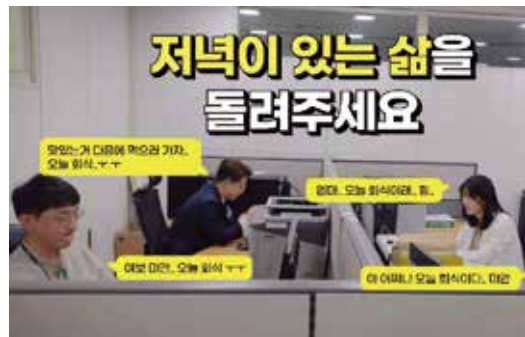 저녁이 있는 삶을
돌려주세요
맛있는거 다음에 먹으러 가자..
오늘 회식..ㅜㅜ
엄마.. 오늘 회식이래.. 힝..
여보 미안.. 오늘 회식 ㅜㅜ
아 어쩌냐 오늘 회식이다.. 미안